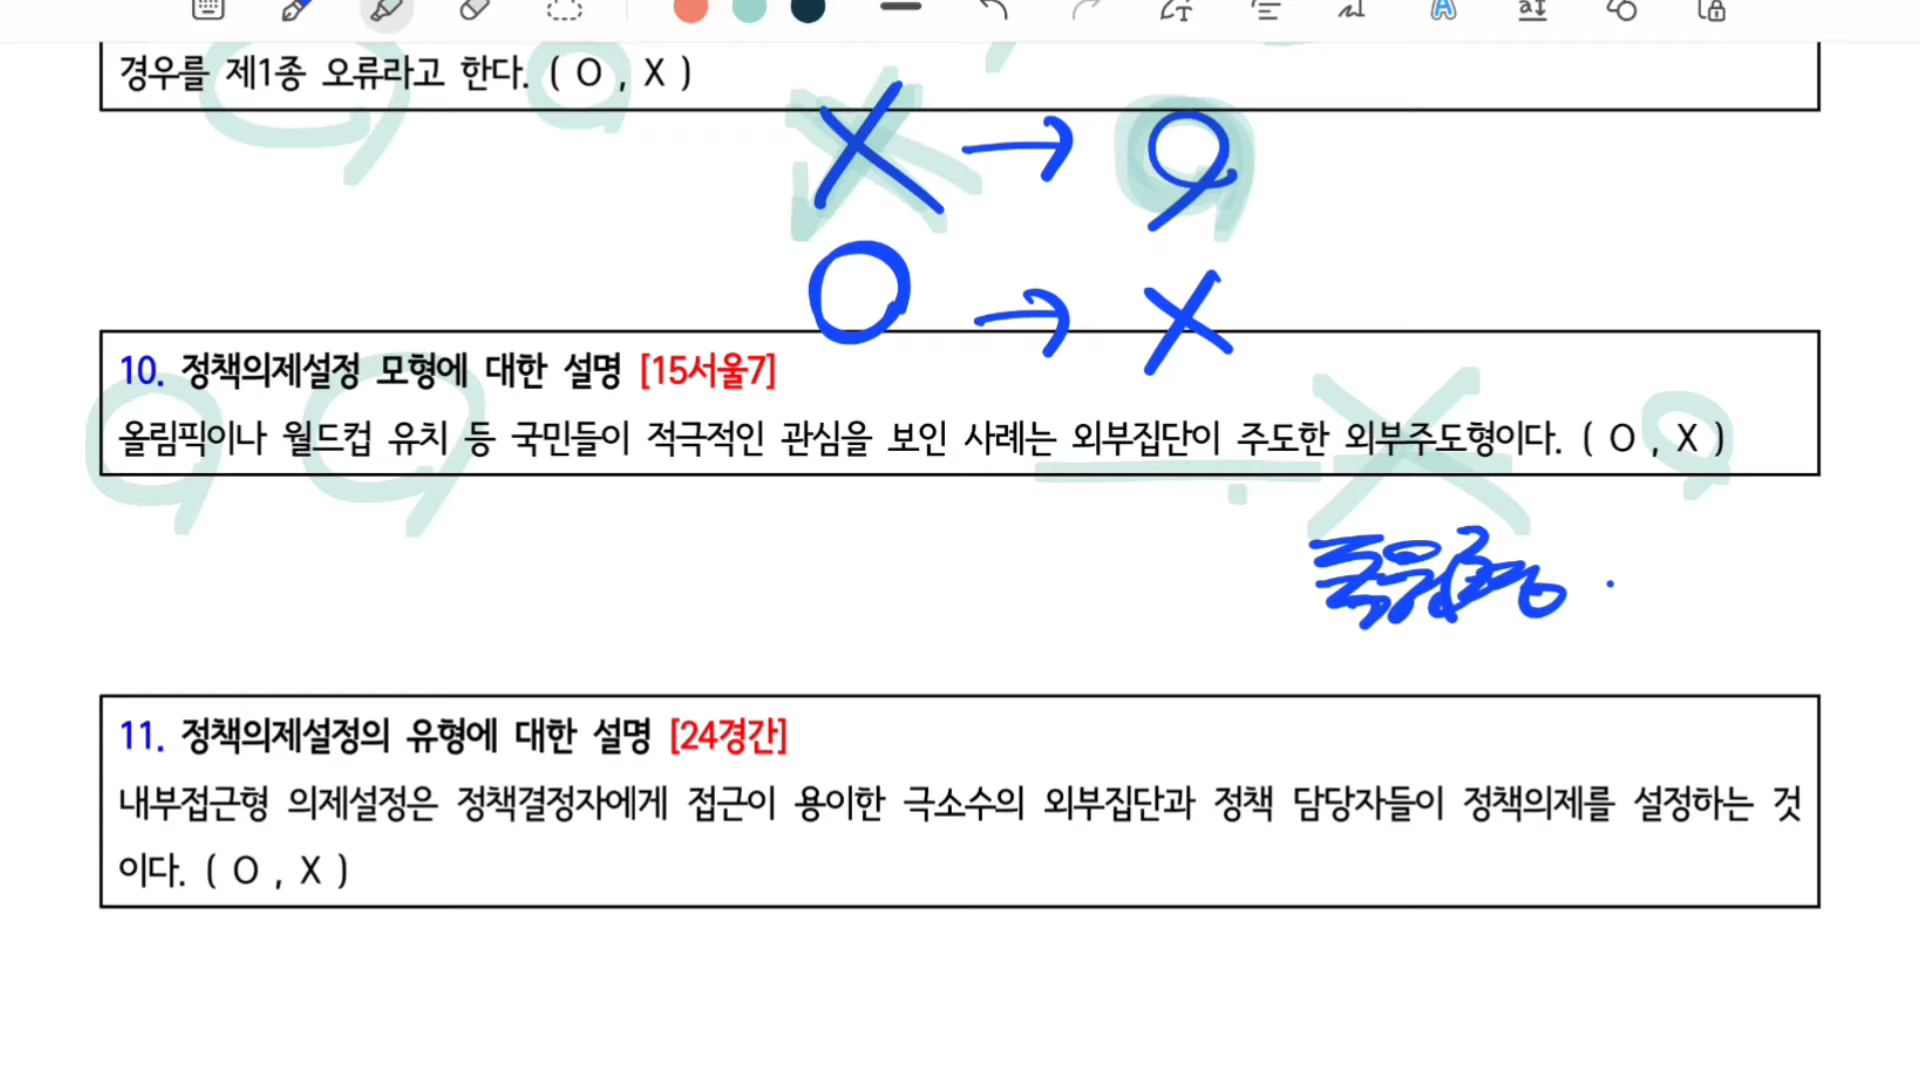 경우를 제1종 오류라고 한다. ( O , X )
X → O
O → X
10. 정책의제설정 모형에 대한 설명 [15서울7]
올림픽이나 월드컵 유치 등 국민들이 적극적인 관심을 보인 사례는 외부집단이 주도한 외부주도형이다. ( O , X )
11. 정책의제설정의 유형에 대한 설명 [24경간]
내부접근형 의제설정은 정책결정자에게 접근이 용이한 극소수의 외부집단과 정책 담당자들이 정책의제를 설정하는 것
이다. ( O , X )